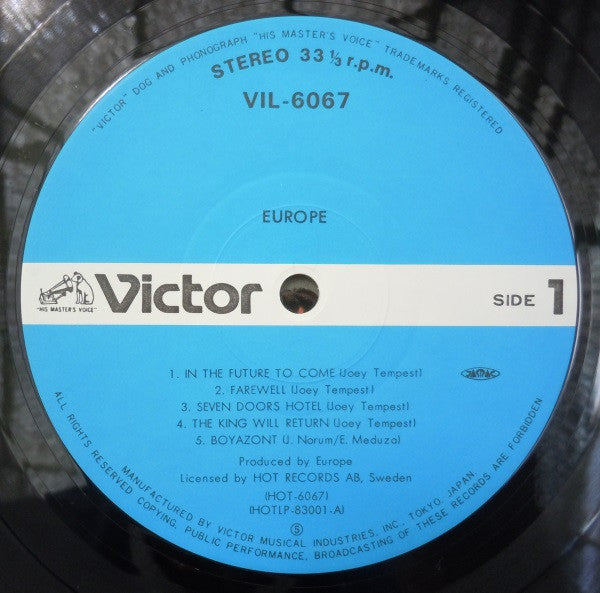 "VICTOR" DOG AND PHONOGRAPH "HIS MASTER'S VOICE" TRADEMARKS REGISTERED
STEREO 33 ⅓ r.p.m.
VIL-6067
EUROPE
"HIS MASTER'S VOICE"
Victor
SIDE 1
1. IN THE FUTURE TO COME (Joey Tempest)
2. FAREWELL (Joey Tempest)
3. SEVEN DOORS HOTEL (Joey Tempest)
4. THE KING WILL RETURN (Joey Tempest)
5. BOYAZONT (J. Norum/E. Meduza)
JASRAC
Produced by Europe
Licensed by HOT RECORDS AB, Sweden
(HOT-6067)
(HOTLP-83001-A)
Ⓢ
MANUFACTURED BY VICTOR MUSICAL INDUSTRIES, INC., TOKYO, JAPAN.
ALL RIGHTS RESERVED COPYING, PUBLIC PERFORMANCE, BROADCASTING OF THESE RECORDS ARE FORBIDDEN